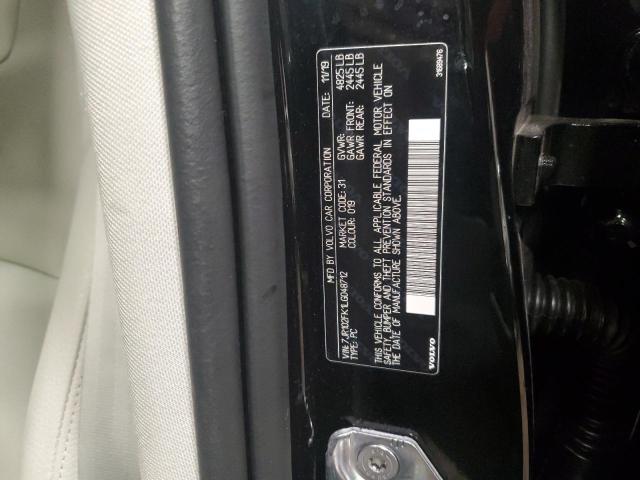 MFD BY VOLVO CAR CORPORATION DATE: 11/19
GVWR: 4825 LB
MARKET CODE: 31 GAWR FRONT: 2445 LB
COLOUR: 019 GAWR REAR: 2445 LB
VIN: 7JR102FK1LG048712
TYPE: PC
THIS VEHICLE CONFORMS TO ALL APPLICABLE FEDERAL MOTOR VEHICLE
SAFETY, BUMPER AND THEFT PREVENTION STANDARDS IN EFFECT ON
THE DATE OF MANUFACTURE SHOWN ABOVE.
VOLVO 31689476